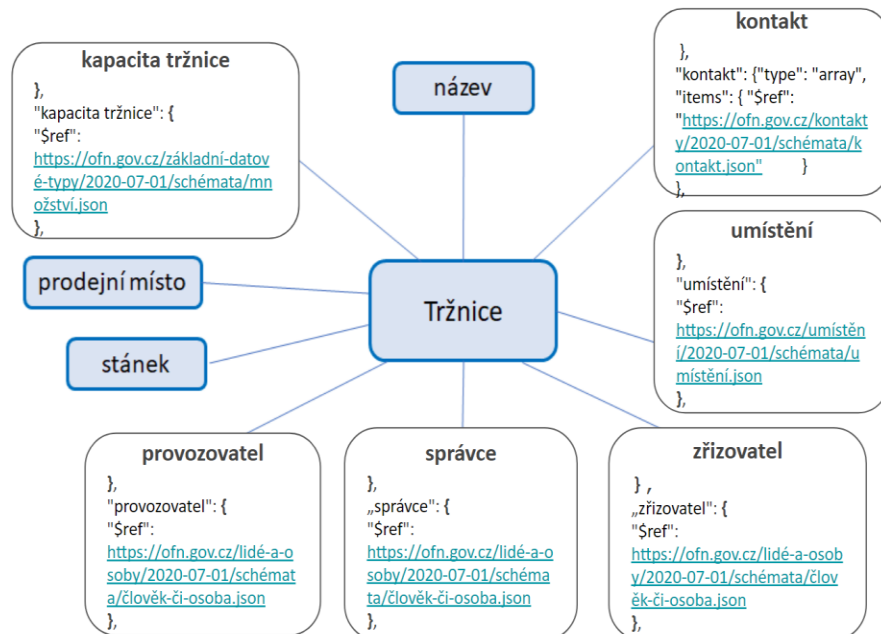 kapacita tržnice
},
"kapacita tržnice": {
"$ref":
https://ofn.gov.cz/základní-datov
é-typy/2020-07-01/schémata/mn
ožství.json
},
název
kontakt
},
"kontakt": {"type": "array",
"items": { "$ref":
"https://ofn.gov.cz/kontakt
y/2020-07-01/schémata/k
ontakt.json" }
},
umístění
},
"umístění": {
"$ref":
https://ofn.gov.cz/umístěn
í/2020-07-01/schémata/u
místění.json
},
prodejní místo
Tržnice
stánek
provozovatel
},
"provozovatel": {
"$ref":
https://ofn.gov.cz/lidé-a-o
soby/2020-07-01/schémat
a/člověk-či-osoba.json
},
správce
},
„správce": {
"$ref":
https://ofn.gov.cz/lidé-a-os
oby/2020-07-01/schéma
ta/člověk-či-osoba.json
},
zřizovatel
} ,
„zřizovatel": {
"$ref":
https://ofn.gov.cz/lidé-a-osob
y/2020-07-01/schémata/člov
ěk-či-osoba.json
},